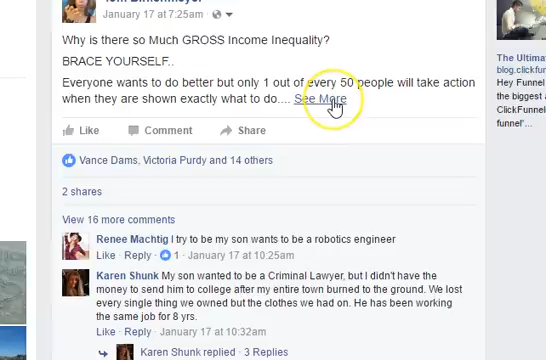 January 17 at 7:25am
Why is there so Much GROSS Income Inequality?
BRACE YOURSELF..
Everyone wants to do better but only 1 out of every 50 people will take action
when they are shown exactly what to do.... See More
Like Comment Share
Vance Dams, Victoria Purdy and 14 others
2 shares
View 16 more comments
Renee Machtig I try to be my son wants to be a robotics engineer
Like · Reply · 1 · January 17 at 10:25am
Karen Shunk My son wanted to be a Criminal Lawyer, but I didn't have the
money to send him to college after my entire town burned to the ground. We lost
every single thing we owned but the clothes we had on. He has been working
the same job for 8 yrs.
Like · Reply · January 17 at 10:32am
Karen Shunk replied · 3 Replies
The Ultima
blog.clickfunne
Hey Funnel
the biggest a
ClickFunnel
funnel'...